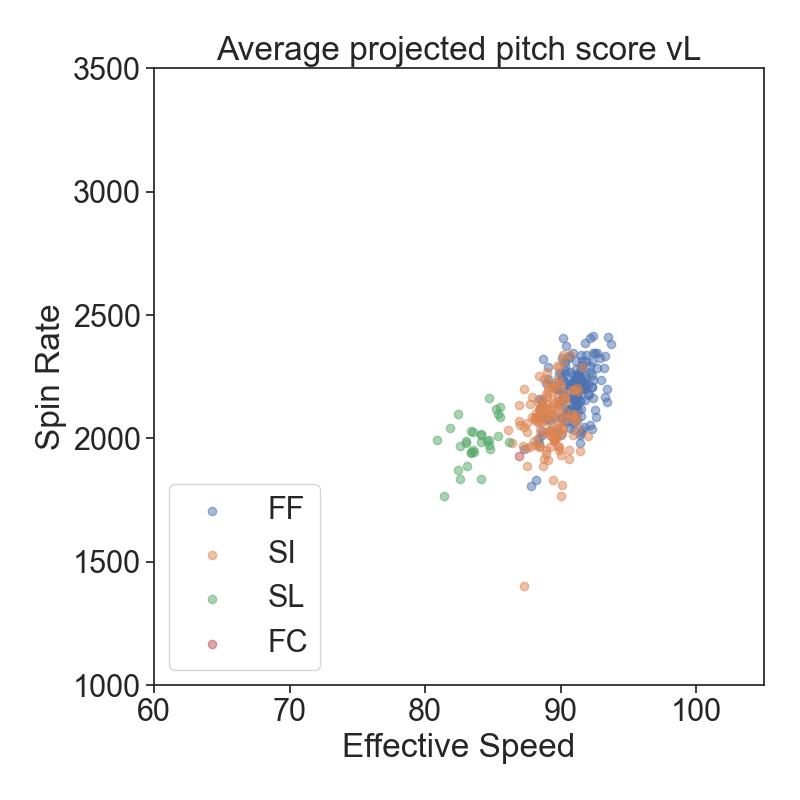 Average projected pitch score vL
3500
3000
2500
2000
1500
1000
Spin Rate
FF
SI
SL
FC
60 70 80 90 100
Effective Speed